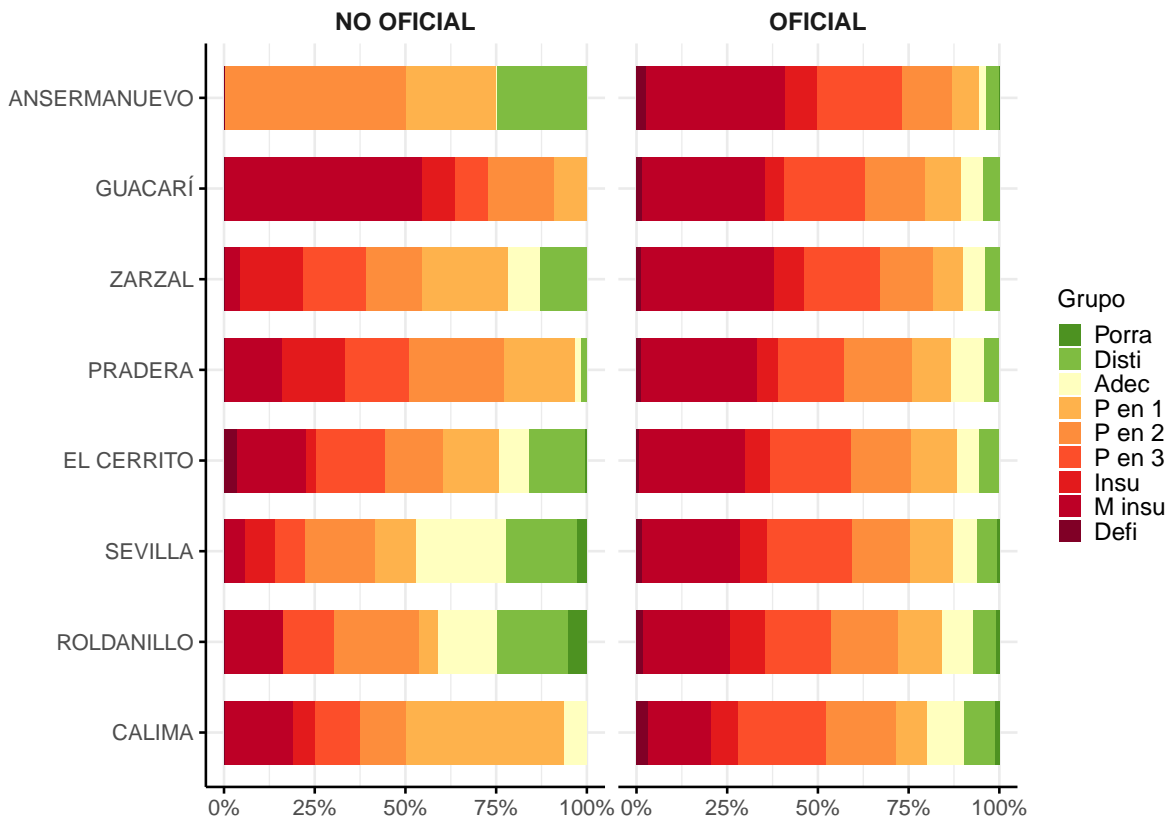 NO OFICIAL
OFICIAL
ANSERMANUEVO
GUACARÍ
ZARZAL
PRADERA
EL CERRITO
SEVILLA
ROLDANILLO
CALIMA
0% 25% 50% 75% 100%
0% 25% 50% 75% 100%
Grupo
Porra
Disti
Adec
P en 1
P en 2
P en 3
Insu
M insu
Defi